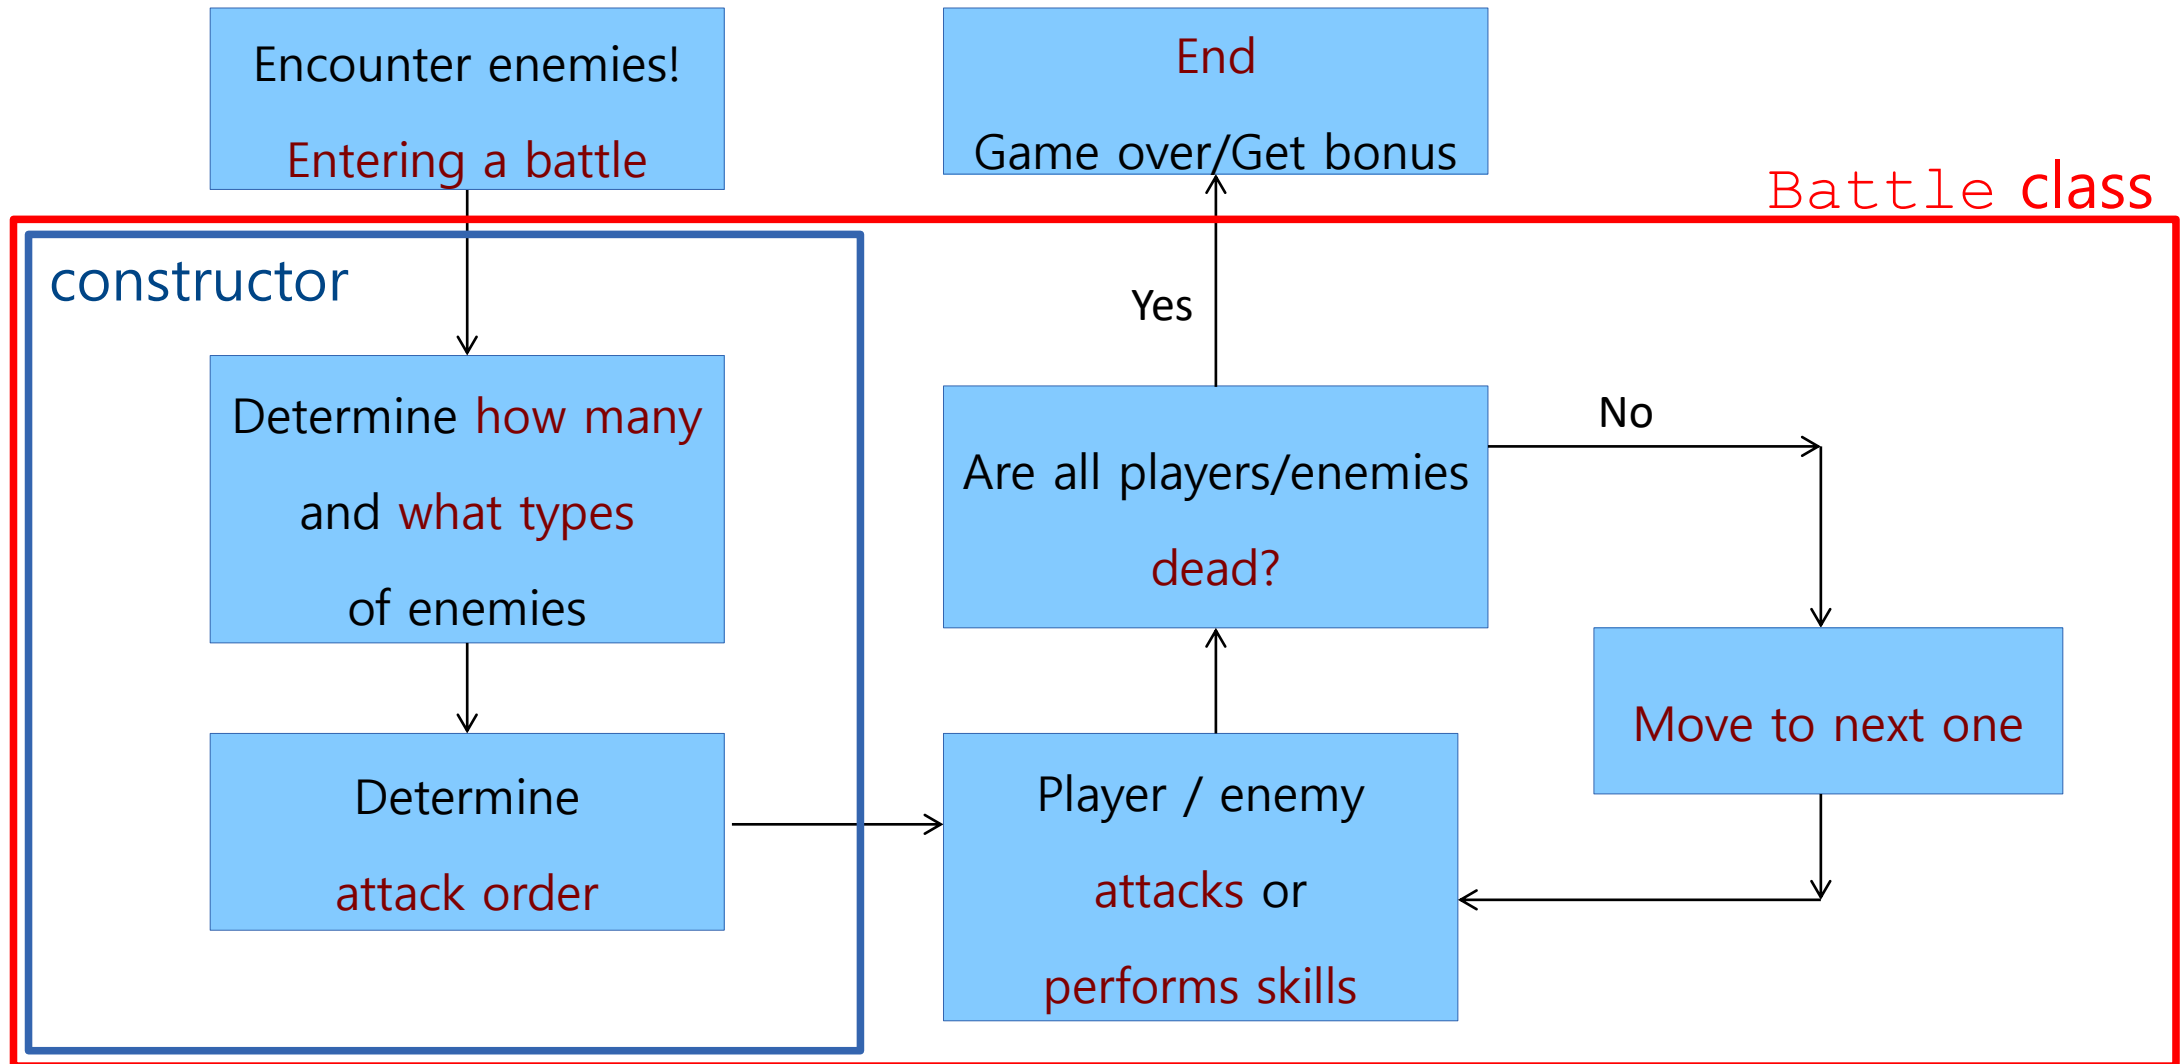 Encounter enemies!
Entering a battle
End
Game over/Get bonus
Battle class
constructor
Yes
Determine how many
and what types
of enemies
Are all players/enemies
dead?
No
Move to next one
Determine
attack order
Player / enemy
attacks or
performs skills